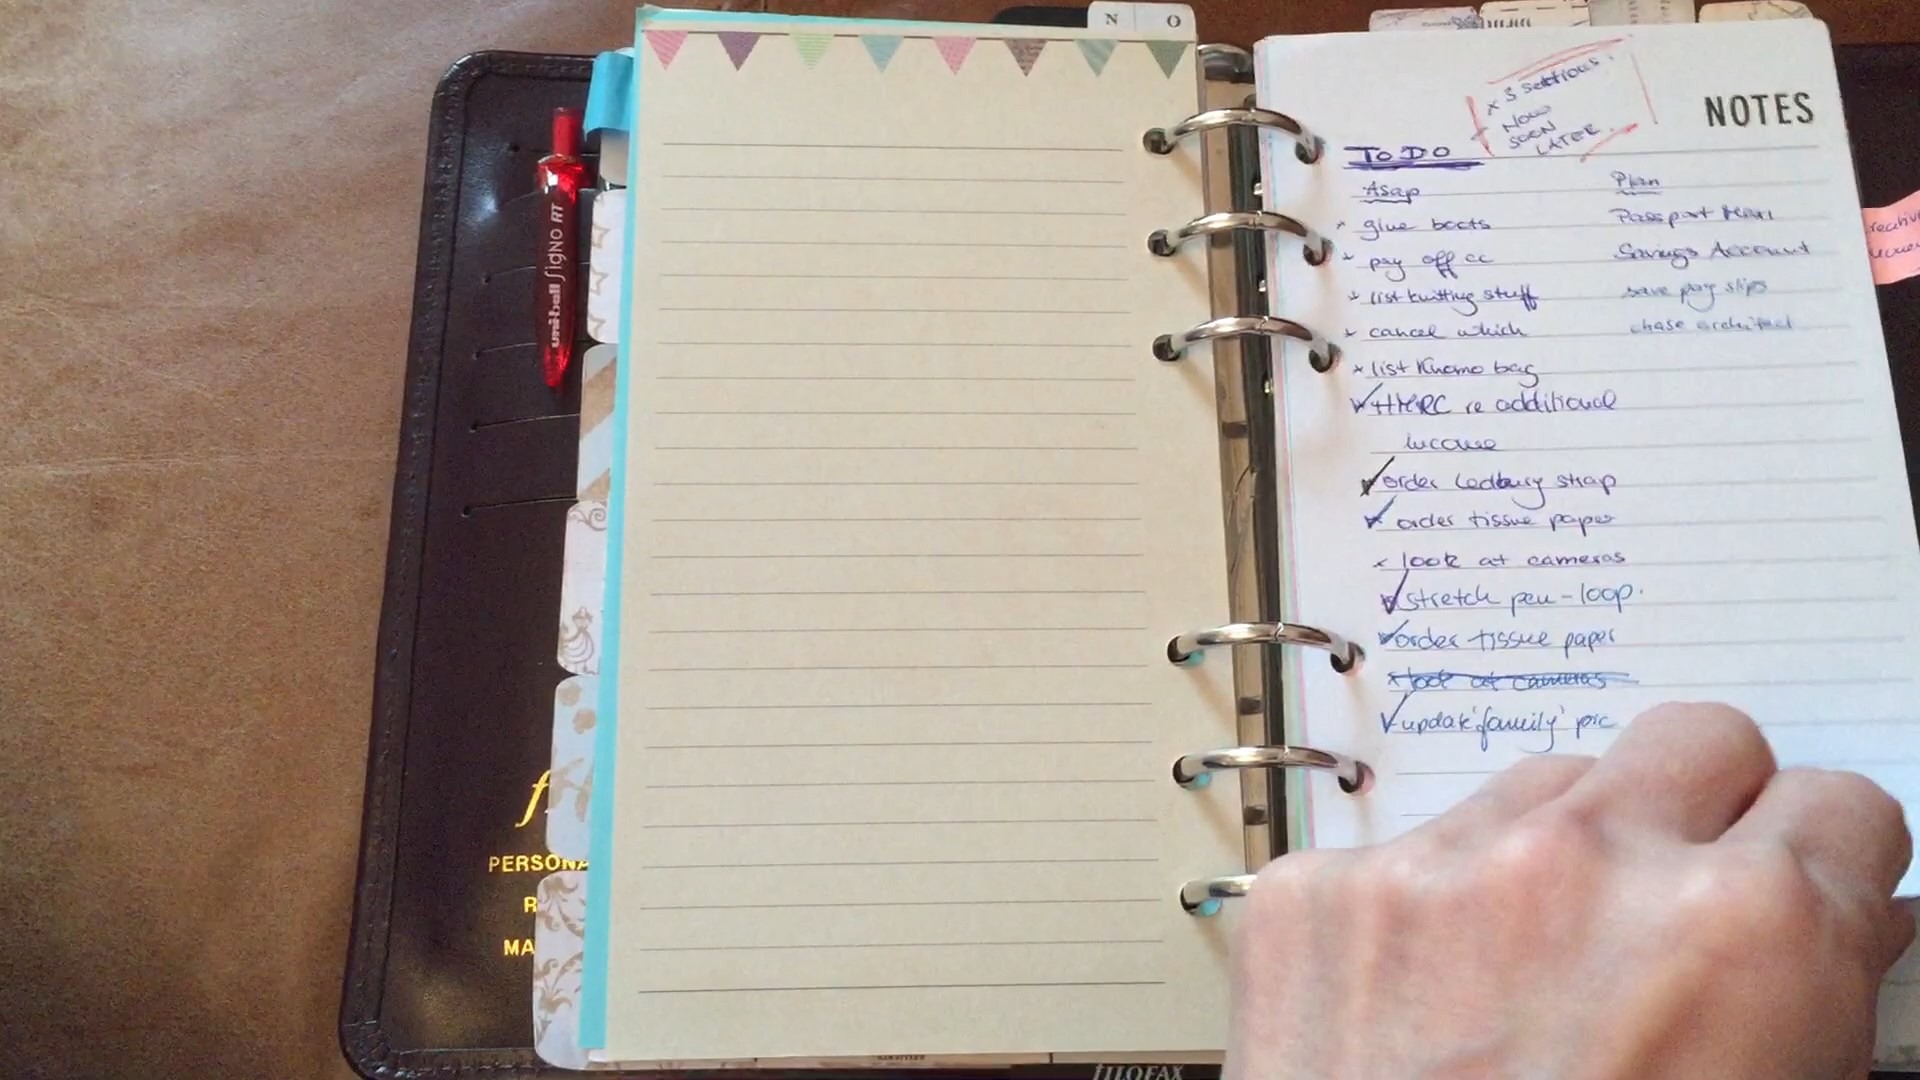 N O
uni-ball SIGNO RT
PERSONA
R
MA
FILOFAX
NOTES
x 3 sections.
NOW
SOON
LATER.
TO DO
Asap
x glue boots
x pay off cc
x list knitting stuff
x cancel which
x list Khamo bag
HMRC re additional
income
order Ledbury strap
order tissue paper
x look at cameras
stretch pen-loop.
order tissue paper
x look at cameras
update 'family' pic
Plan
Passport
Savings Account
save pay slips
chase architect